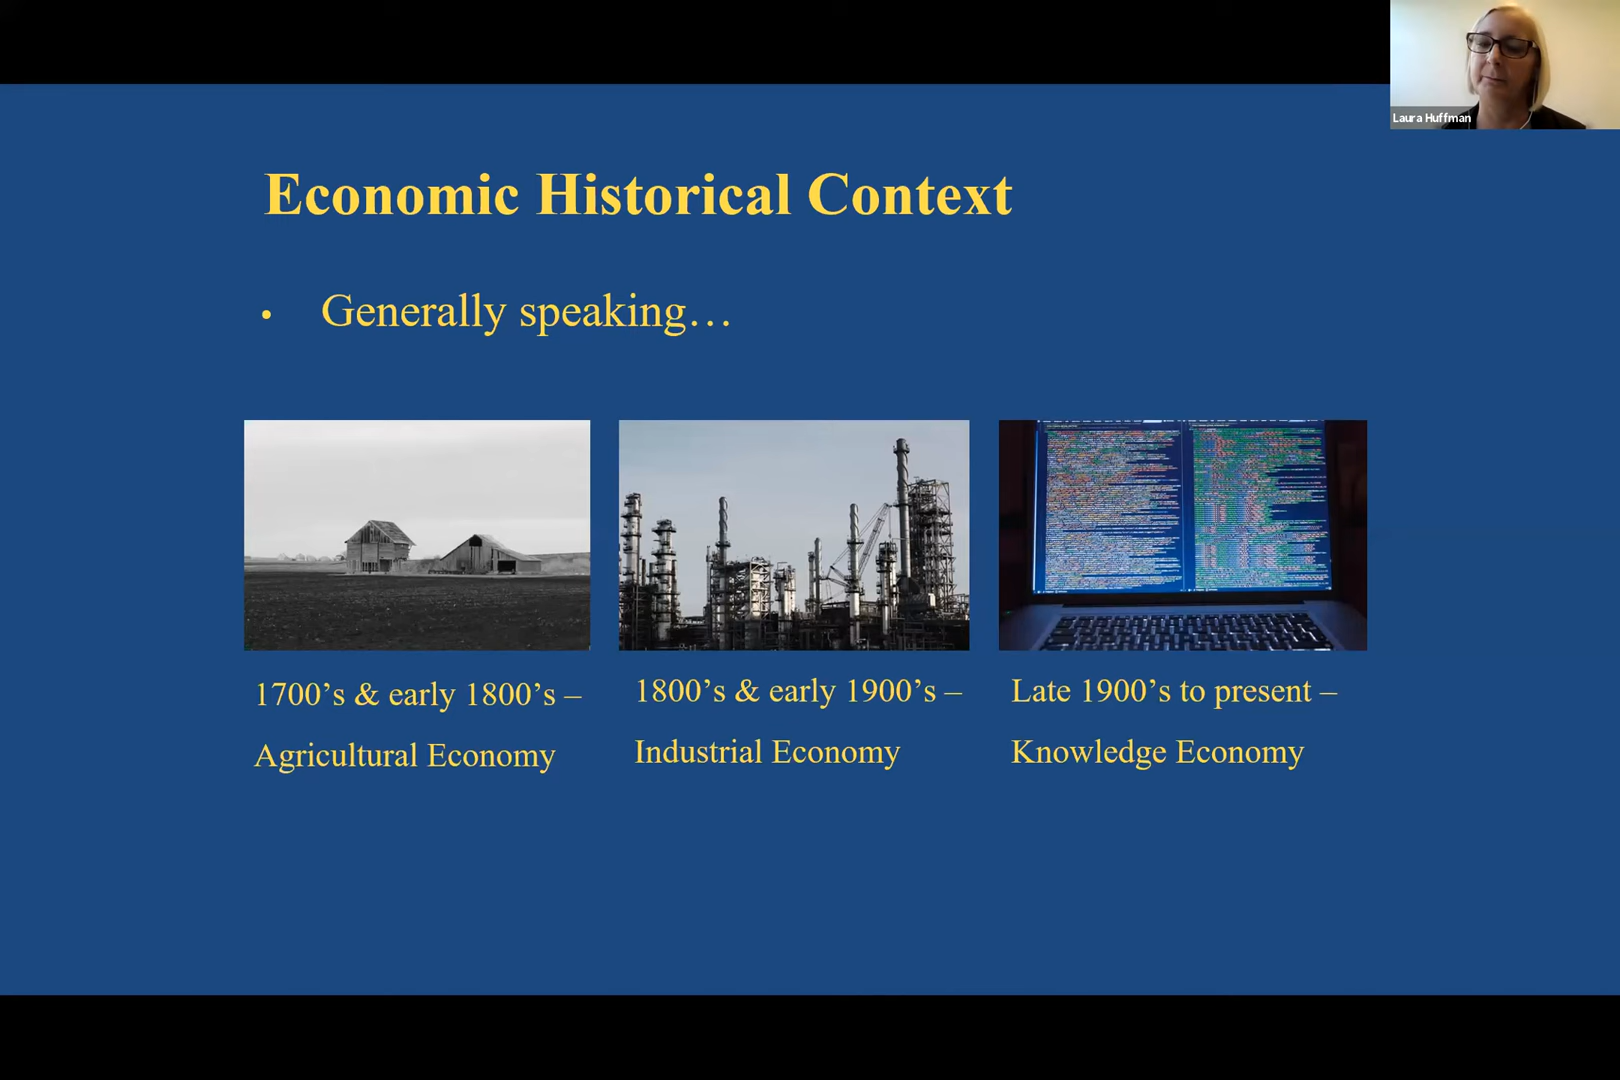 Laura Huffman
Economic Historical Context
• Generally speaking…
1700’s & early 1800’s –
Agricultural Economy
1800’s & early 1900’s –
Industrial Economy
Late 1900’s to present –
Knowledge Economy